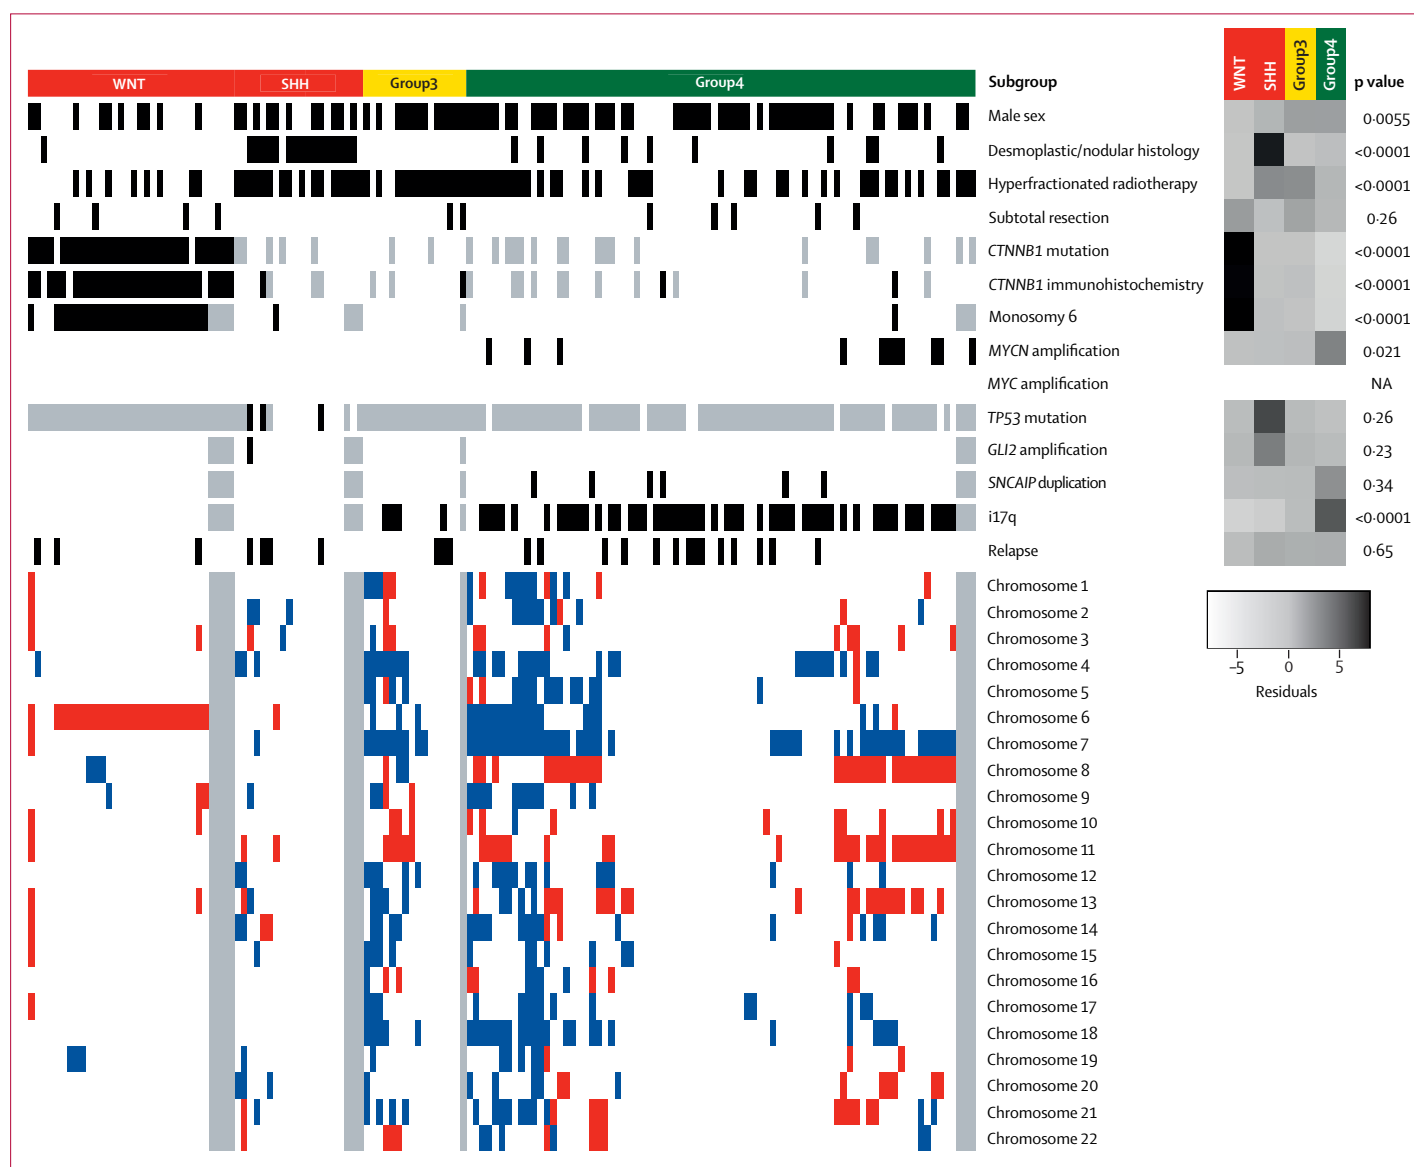 WNT SHH Group3 Group4 Subgroup WNT SHH Group3 Group4 p value
Male sex 0·0055
Desmoplastic/nodular histology <0·0001
Hyperfractionated radiotherapy <0·0001
Subtotal resection 0·26
CTNNB1 mutation <0·0001
CTNNB1 immunohistochemistry <0·0001
Monosomy 6 <0·0001
MYCN amplification 0·021
MYC amplification NA
TP53 mutation 0·26
GLI2 amplification 0·23
SNCAIP duplication 0·34
i17q <0·0001
Relapse 0·65
Chromosome 1
Chromosome 2
Chromosome 3
Chromosome 4
Chromosome 5
Chromosome 6
Chromosome 7
Chromosome 8
Chromosome 9
Chromosome 10
Chromosome 11
Chromosome 12
Chromosome 13
Chromosome 14
Chromosome 15
Chromosome 16
Chromosome 17
Chromosome 18
Chromosome 19
Chromosome 20
Chromosome 21
Chromosome 22
–5 0 5
Residuals